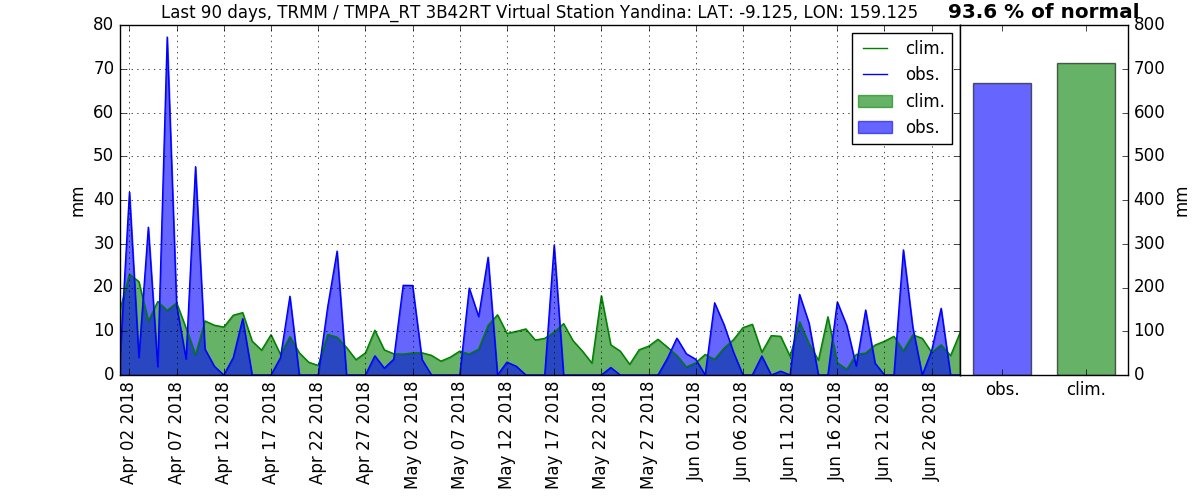 Last 90 days, TRMM / TMPA_RT 3B42RT Virtual Station Yandina: LAT: -9.125, LON: 159.125
93.6 % of normal
80
70
60
50
40
30
20
10
0
mm
clim.
obs.
clim.
obs.
800
700
600
500
400
300
200
100
0
mm
Apr 02 2018
Apr 07 2018
Apr 12 2018
Apr 17 2018
Apr 22 2018
Apr 27 2018
May 02 2018
May 07 2018
May 12 2018
May 17 2018
May 22 2018
May 27 2018
Jun 01 2018
Jun 06 2018
Jun 11 2018
Jun 16 2018
Jun 21 2018
Jun 26 2018
obs.
clim.